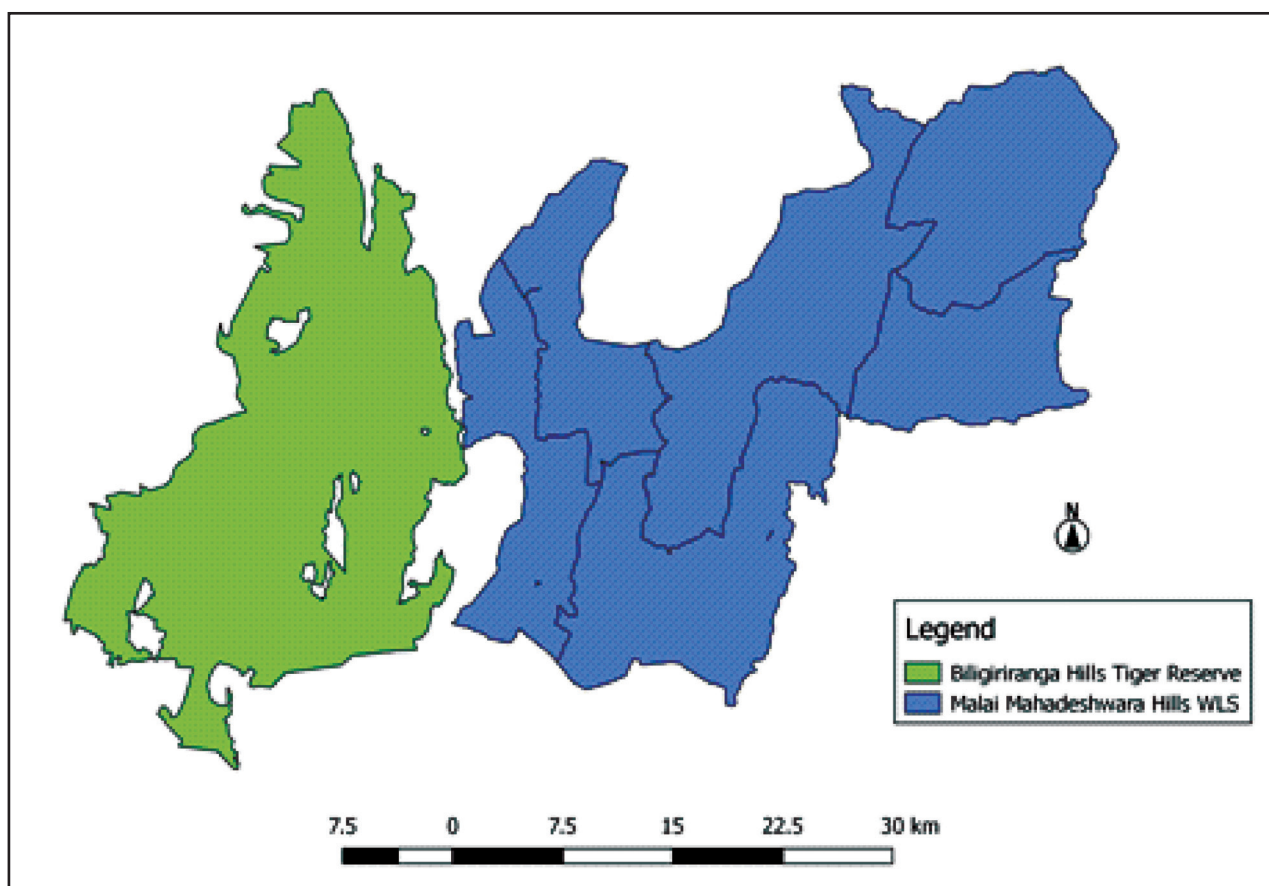 N
Legend
Biligiriranga Hills Tiger Reserve
Malai Mahadeshwara Hills WLS
7.5 0 7.5 15 22.5 30 km